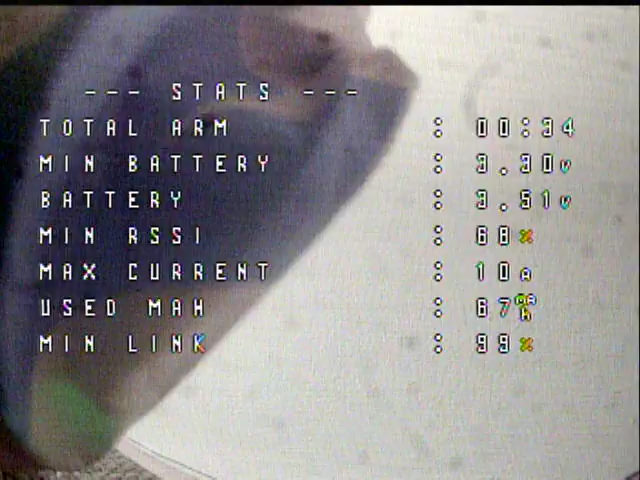 --- STATS ---
TOTAL ARM : 00:34
MIN BATTERY : 3.30v
BATTERY : 3.51v
MIN RSSI : 68%
MAX CURRENT : 10A
USED MAH : 67mAh
MIN LINK : 99%